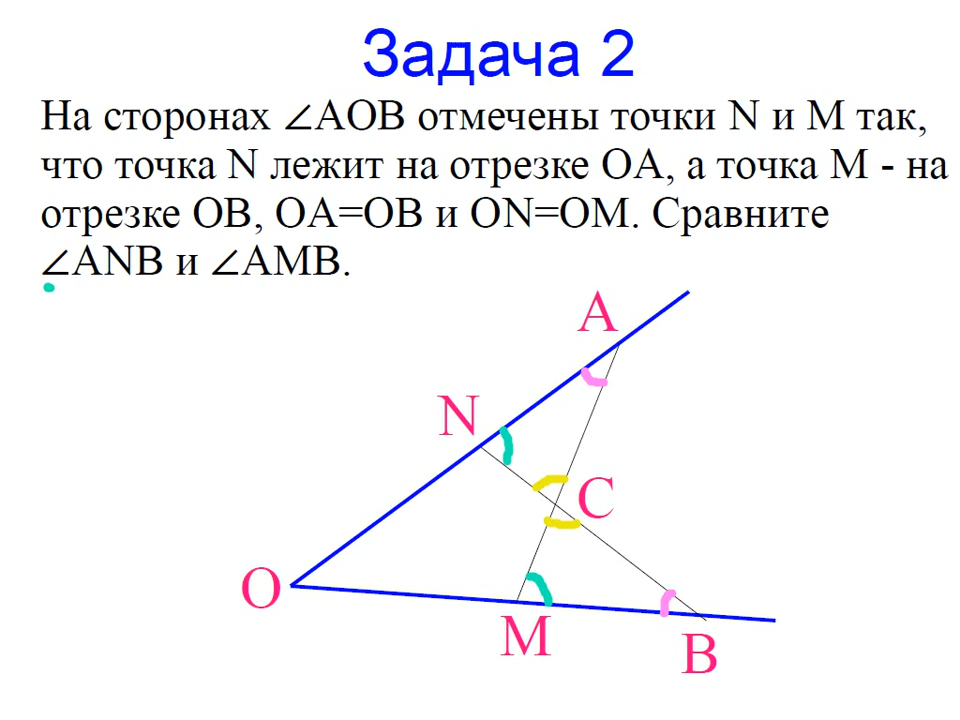 Задача 2
На сторонах ∠AOB отмечены точки N и M так,
что точка N лежит на отрезке OA, а точка M - на
отрезке OB, OA=OB и ON=OM. Сравните
∠ANB и ∠AMB.
A
N
C
O
M
B